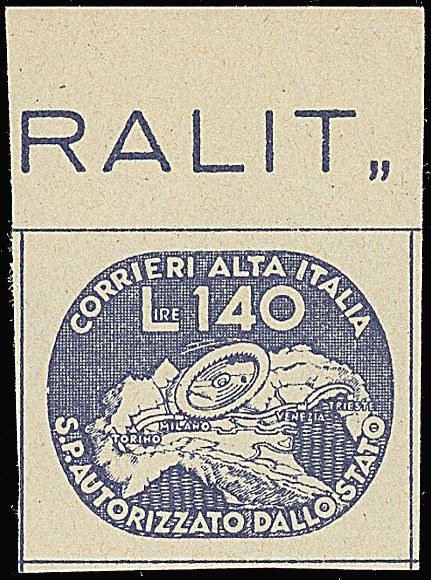 RALIT„
CORRIERI ALTA ITALIA
LIRE 140
TRIESTE
VENEZIA
MILANO
TORINO
S.P. AUTORIZZATO DALLO STATO